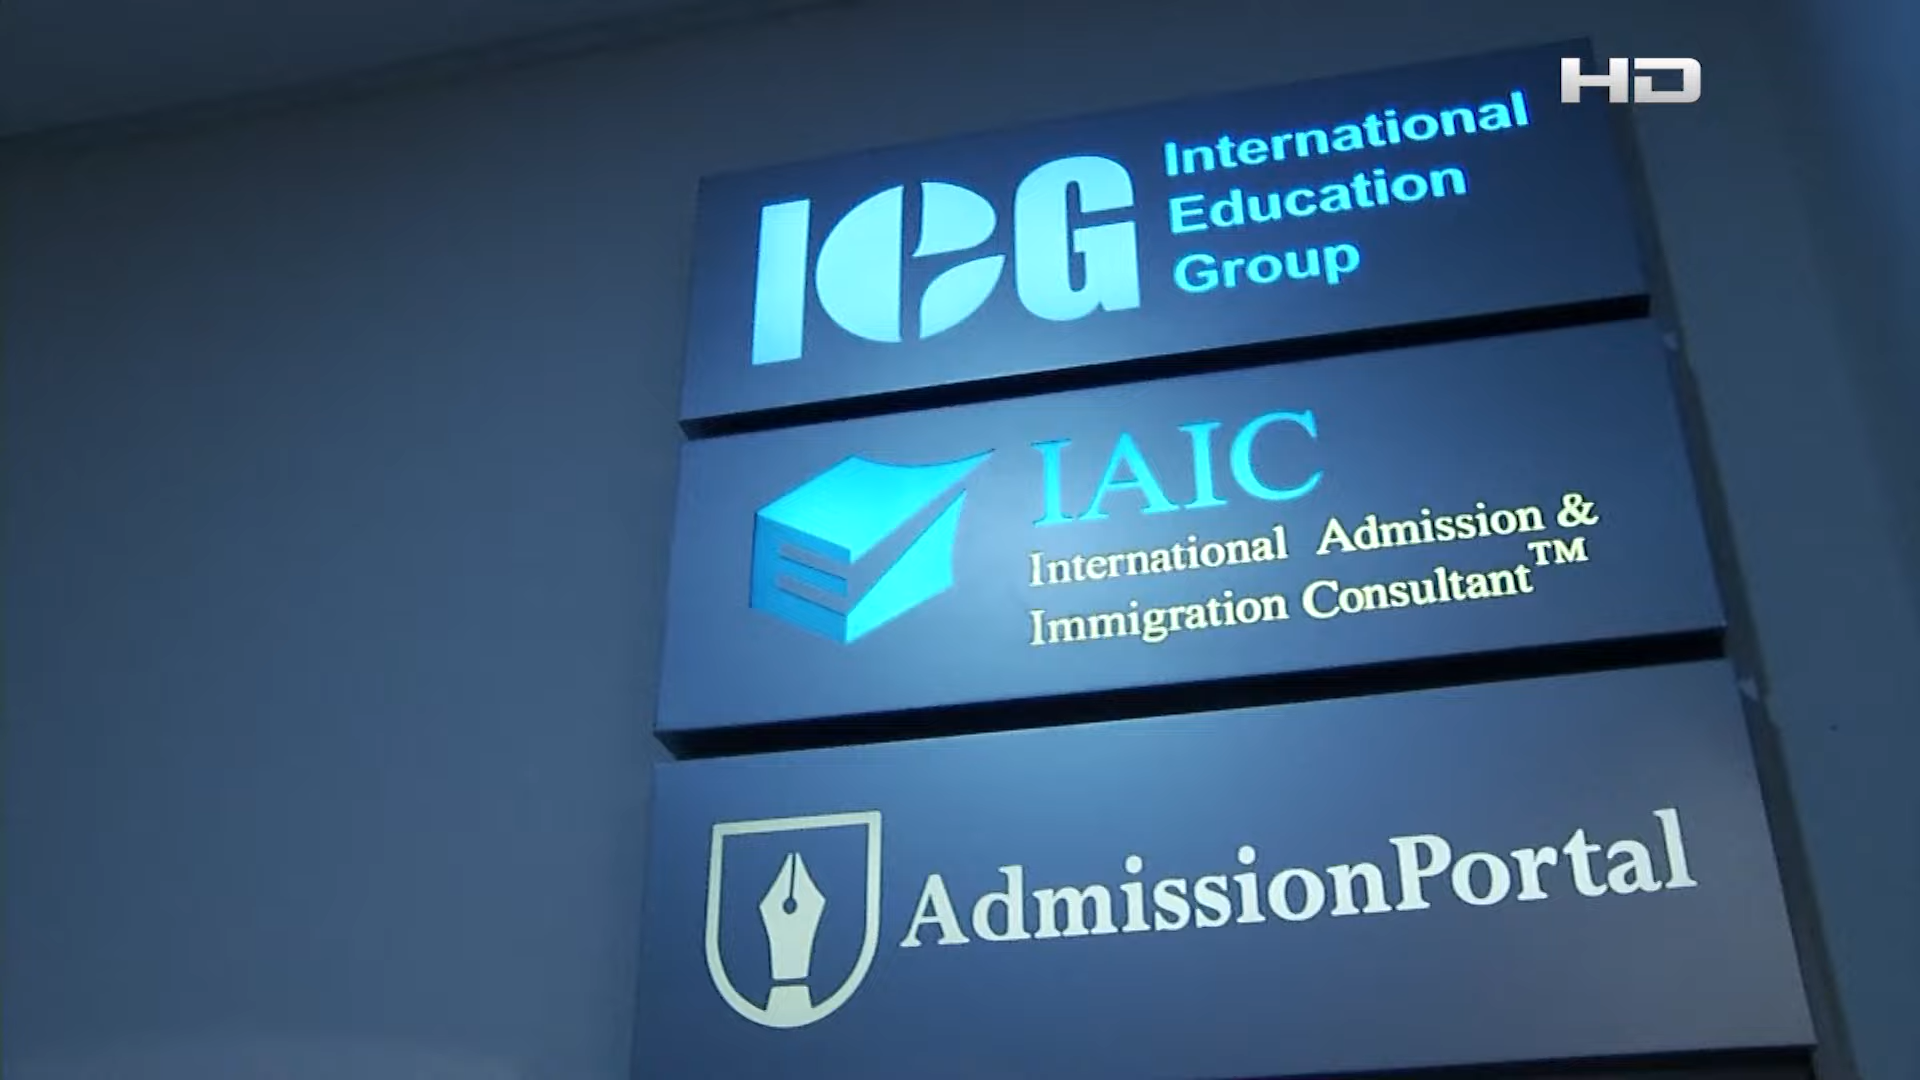 HD
IEG
International
Education
Group
IAIC
International Admission &
Immigration Consultant™
AdmissionPortal